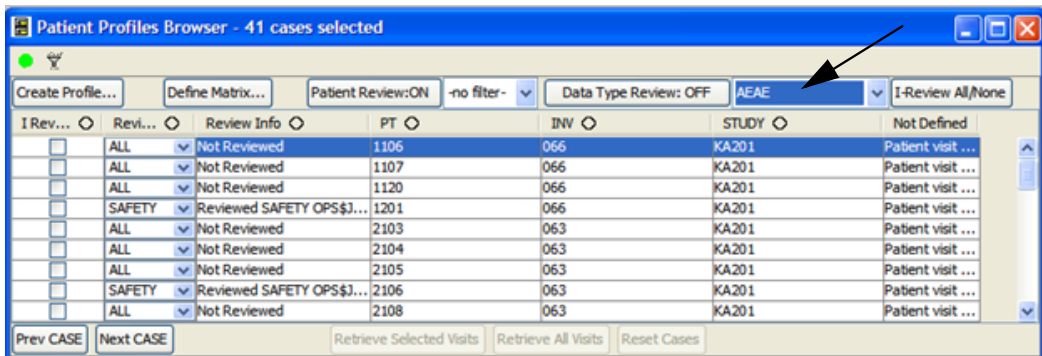 Patient Profiles Browser - 41 cases selected
Create Profile... Define Matrix... Patient Review:ON -no filter- Data Type Review: OFF AEAE I-Review All/None
I Rev... Revi... Review Info PT INV STUDY Not Defined
ALL Not Reviewed 1106 066 KA201 Patient visit ...
ALL Not Reviewed 1107 066 KA201 Patient visit ...
ALL Not Reviewed 1120 066 KA201 Patient visit ...
SAFETY Reviewed SAFETY OPS$J... 1201 066 KA201 Patient visit ...
ALL Not Reviewed 2103 063 KA201 Patient visit ...
ALL Not Reviewed 2104 063 KA201 Patient visit ...
ALL Not Reviewed 2105 063 KA201 Patient visit ...
SAFETY Reviewed SAFETY OPS$J... 2106 063 KA201 Patient visit ...
ALL Not Reviewed 2108 063 KA201 Patient visit ...
Prev CASE Next CASE Retrieve Selected Visits Retrieve All Visits Reset Cases